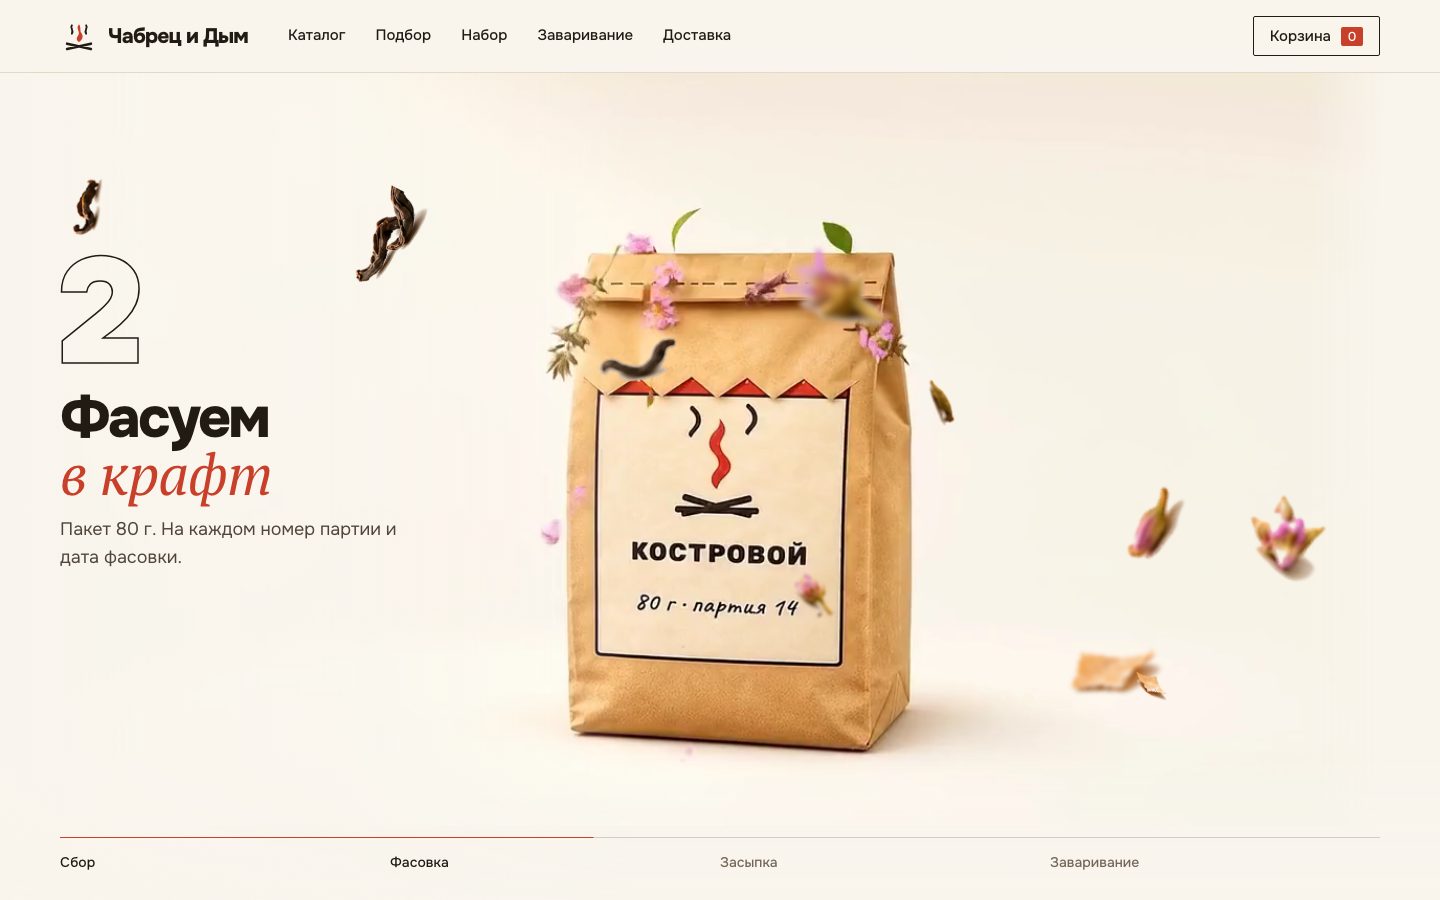 Чабрец и Дым
Каталог
Подбор
Набор
Заваривание
Доставка
Корзина 0
2
Фасуем
в крафт
Пакет 80 г. На каждом номер партии и
дата фасовки.
КОСТРОВОЙ
80 г · партия 14
Сбор
Фасовка
Засыпка
Заваривание